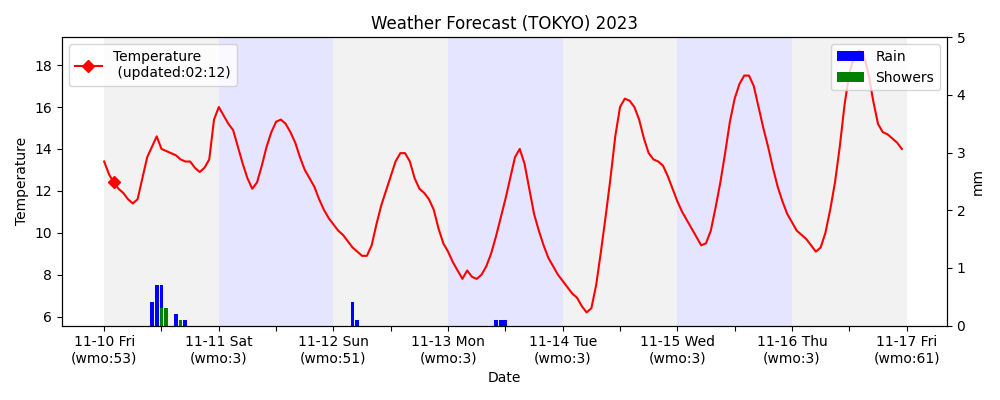 Weather Forecast (TOKYO) 2023
Temperature
(updated:02:12)
Rain
Showers
Temperature
18
16
14
12
10
8
6
5
4
3
2
1
0
mm
11-10 Fri
(wmo:53)
11-11 Sat
(wmo:3)
11-12 Sun
(wmo:51)
11-13 Mon
(wmo:3)
11-14 Tue
(wmo:3)
11-15 Wed
(wmo:3)
11-16 Thu
(wmo:3)
11-17 Fri
(wmo:61)
Date